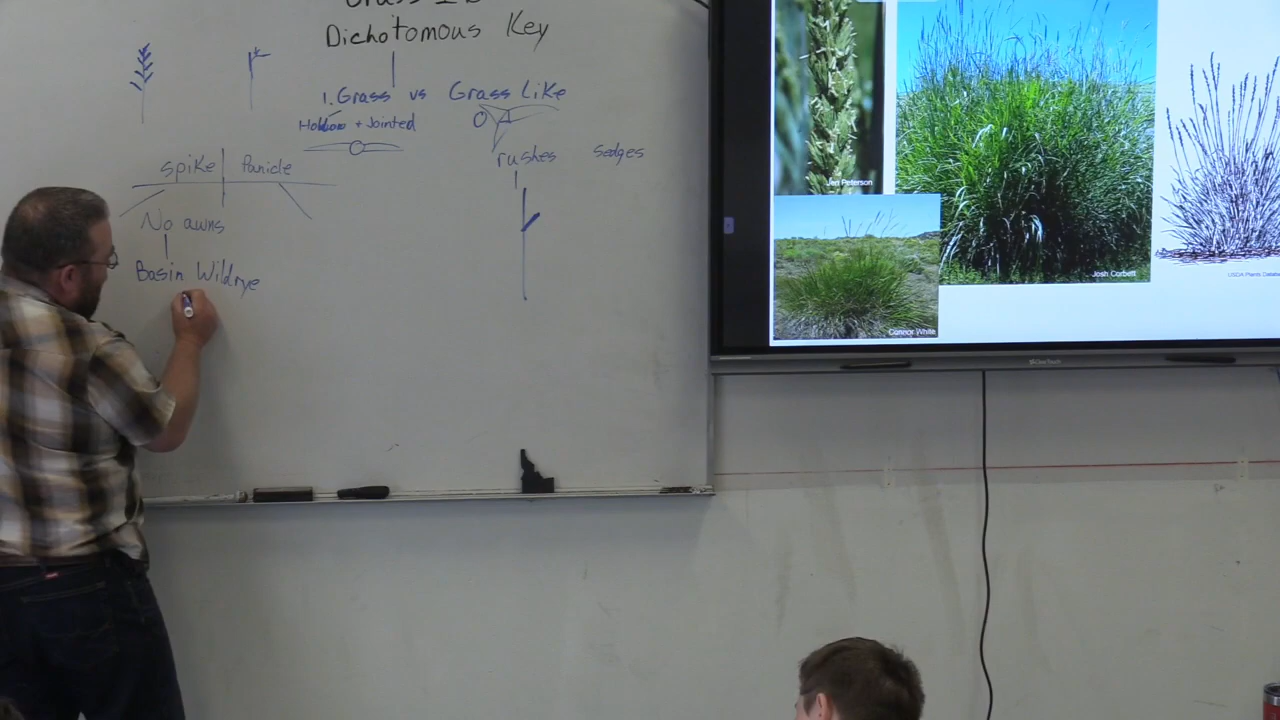 Dichotomous Key
1. Grass vs Grass Like
Hollow + Jointed
rushes sedges
spike Panicle
No awns
Basin Wildrye
Jen Peterson
Josh Corbett
Connor White